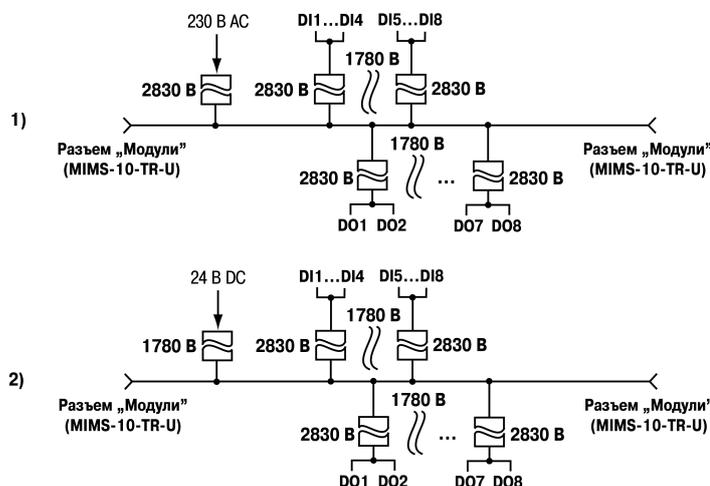 230 В AC
DI1...DI4
DI5...DI8
1780 В
2830 В
2830 В
2830 В
1)
Разъем „Модули”
(MIMS-10-TR-U)
1780 В
Разъем „Модули”
(MIMS-10-TR-U)
2830 В
...
2830 В
DO1 DO2
DO7 DO8
24 В DC
DI1...DI4
DI5...DI8
1780 В
1780 В
2830 В
2830 В
2)
Разъем „Модули”
(MIMS-10-TR-U)
1780 В
Разъем „Модули”
(MIMS-10-TR-U)
2830 В
...
2830 В
DO1 DO2
DO7 DO8